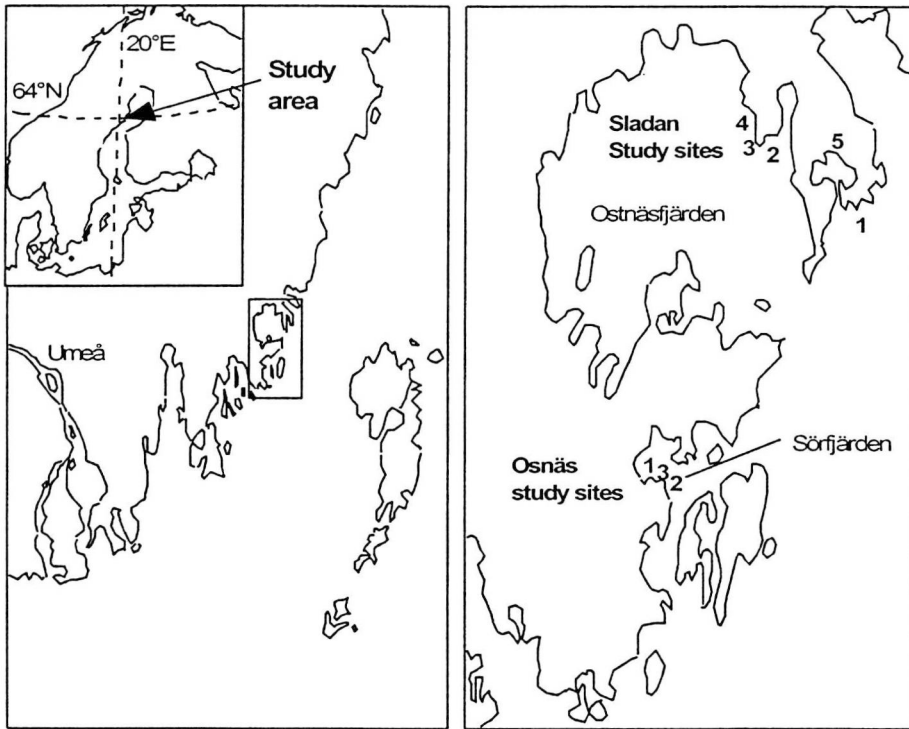 20°E
64°N
Study
area
Umeå
Sladan
Study sites
4
3
2
5
1
Ostnäsfjärden
Osnäs
study sites
1
3
2
Sörfjärden